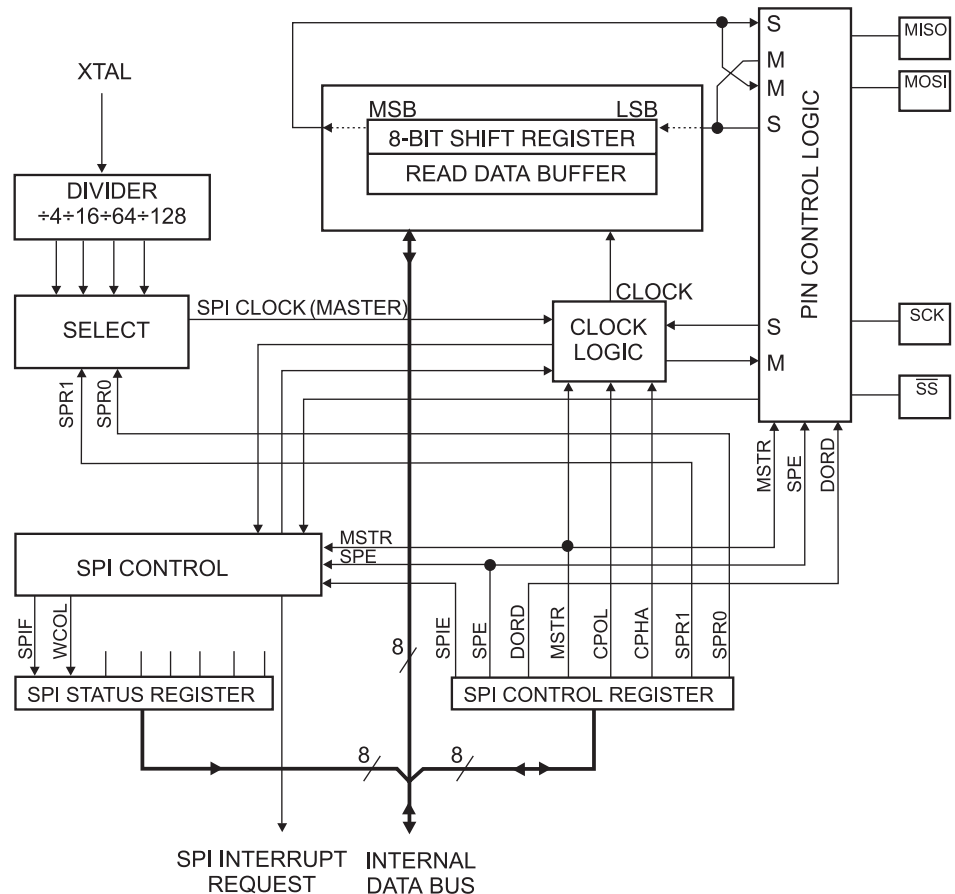 S
MISO
M
XTAL
M
MOSI
MSB
LSB
8-BIT SHIFT REGISTER
S
READ DATA BUFFER
PIN CONTROL LOGIC
DIVIDER
÷4÷16÷64÷128
SPI CLOCK (MASTER)
CLOCK
SELECT
CLOCK
LOGIC
S
SCK
M
SS
SPR1
SPR0
MSTR
SPE
DORD
MSTR
SPE
SPI CONTROL
SPIF
WCOL
8
SPIE
SPE
DORD
MSTR
CPOL
CPHA
SPR1
SPR0
SPI STATUS REGISTER
SPI CONTROL REGISTER
8
8
SPI INTERRUPT
REQUEST
INTERNAL
DATA BUS